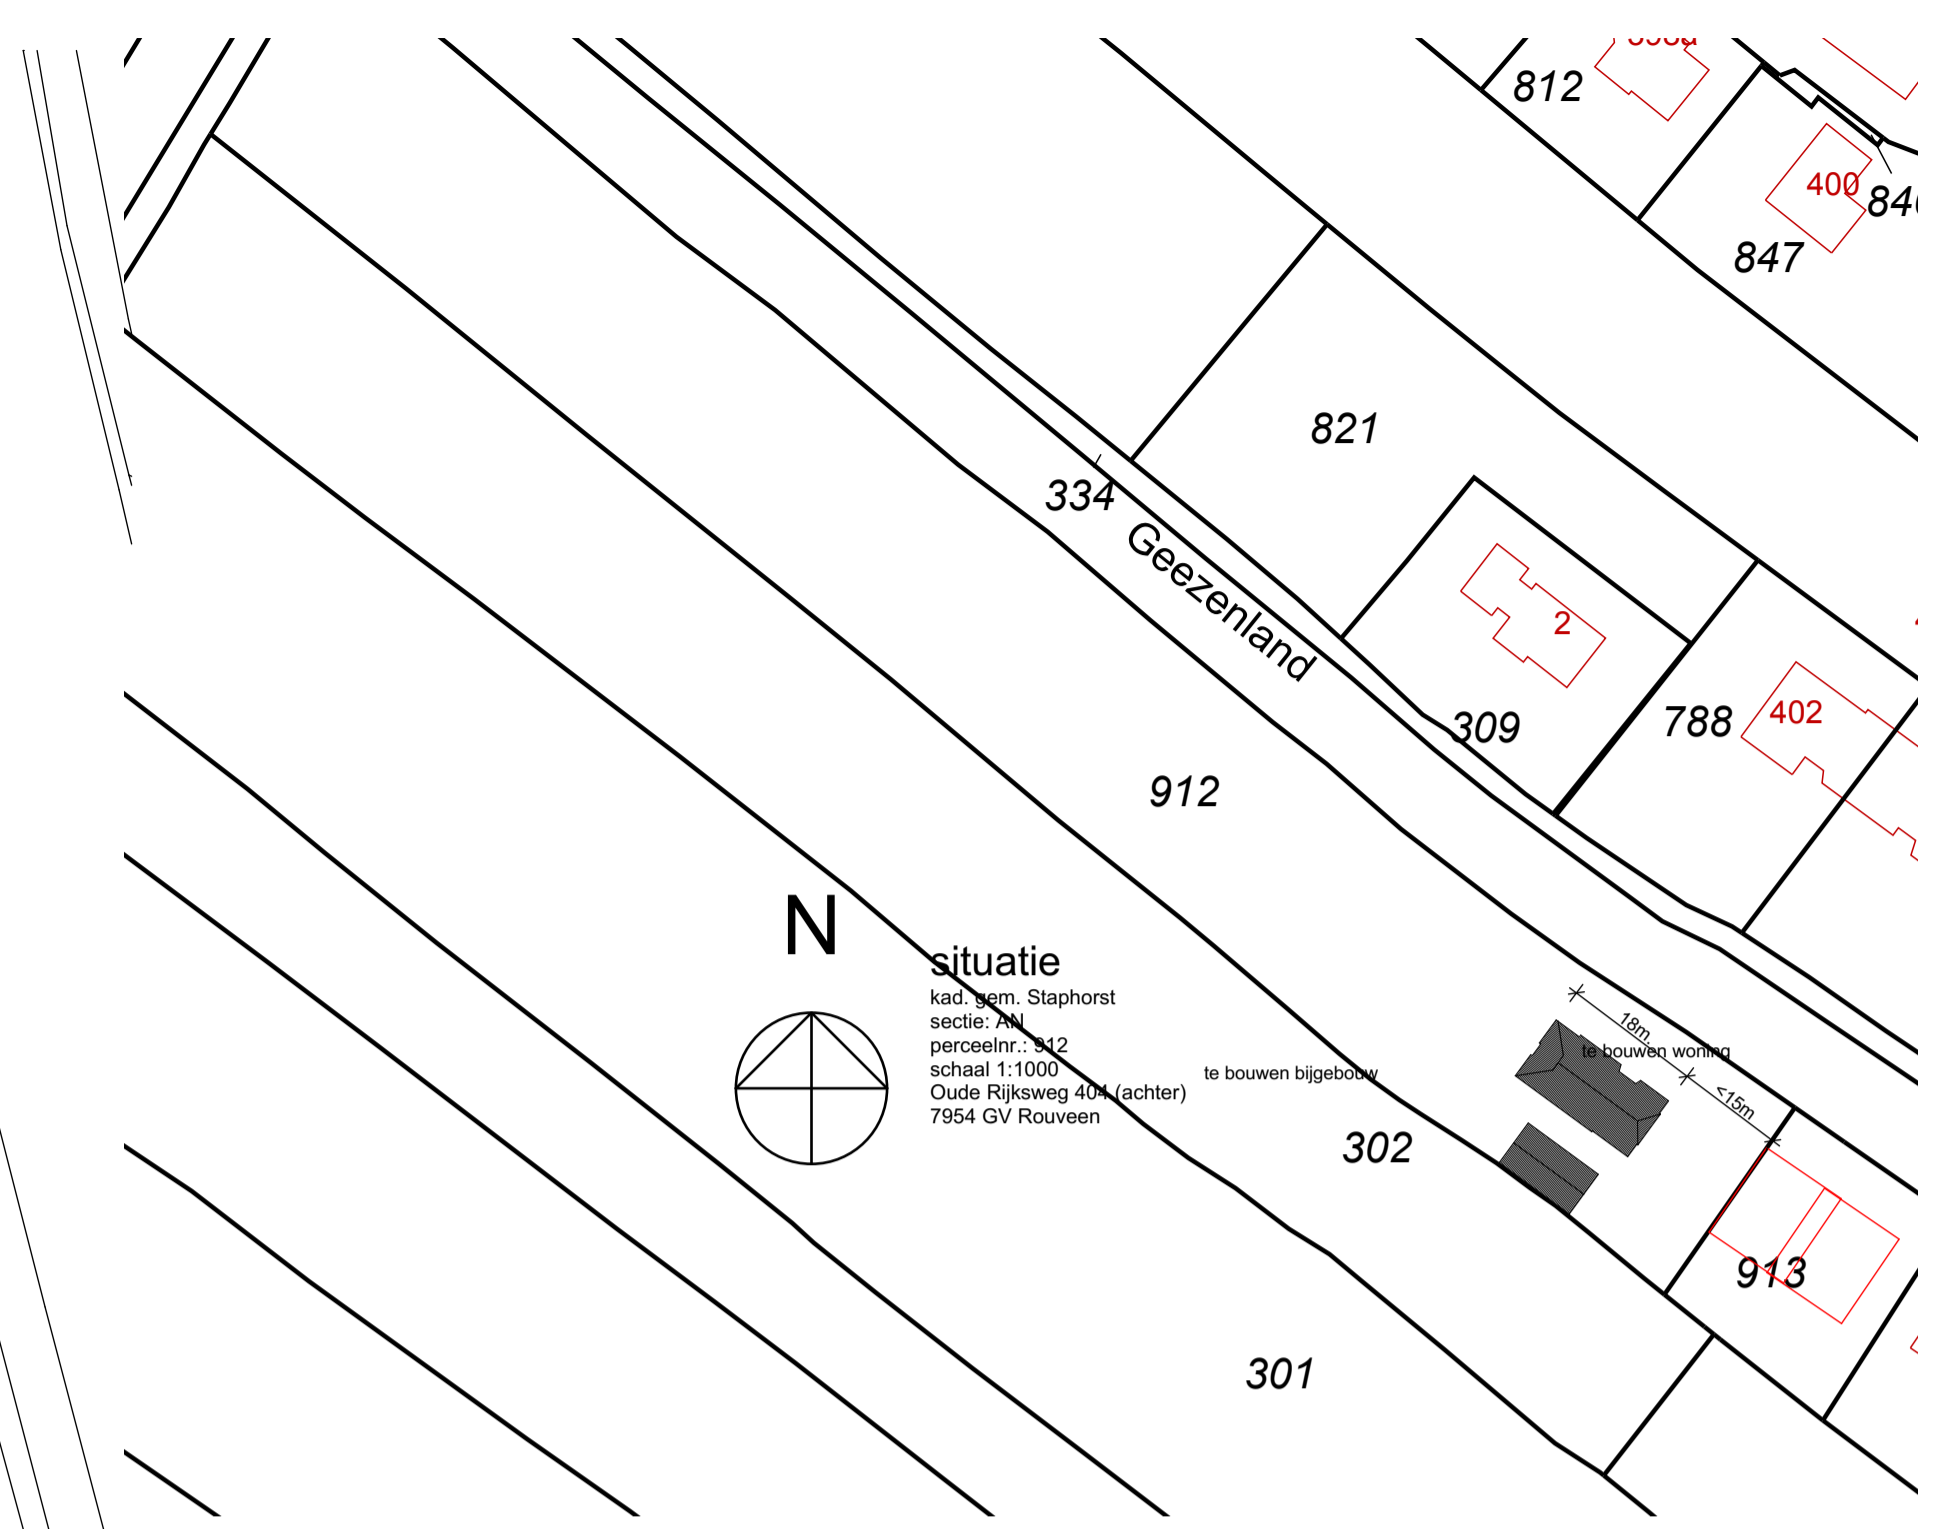 812
400
847
821
334
Geezenland
2
309
788
402
912
N
situatie
kad. gem. Staphorst
sectie: AN
perceelnr.: 912
schaal 1:1000
Oude Rijksweg 404 (achter)
7954 GV Rouveen
18m.
te bouwen woning
te bouwen bijgebouw
<15m
302
913
301